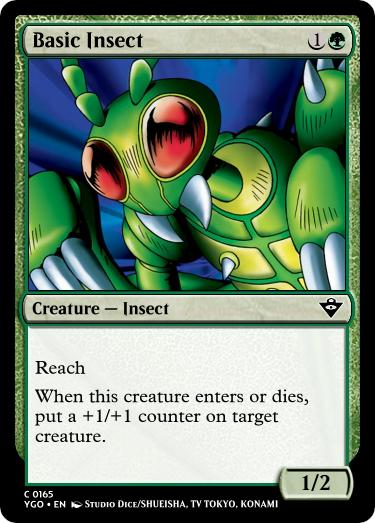 Basic Insect 1
Creature — Insect
Reach
When this creature enters or dies,
put a +1/+1 counter on target
creature.
1/2
C 0165
YGO • EN Studio Dice/SHUEISHA, TV TOKYO, KONAMI